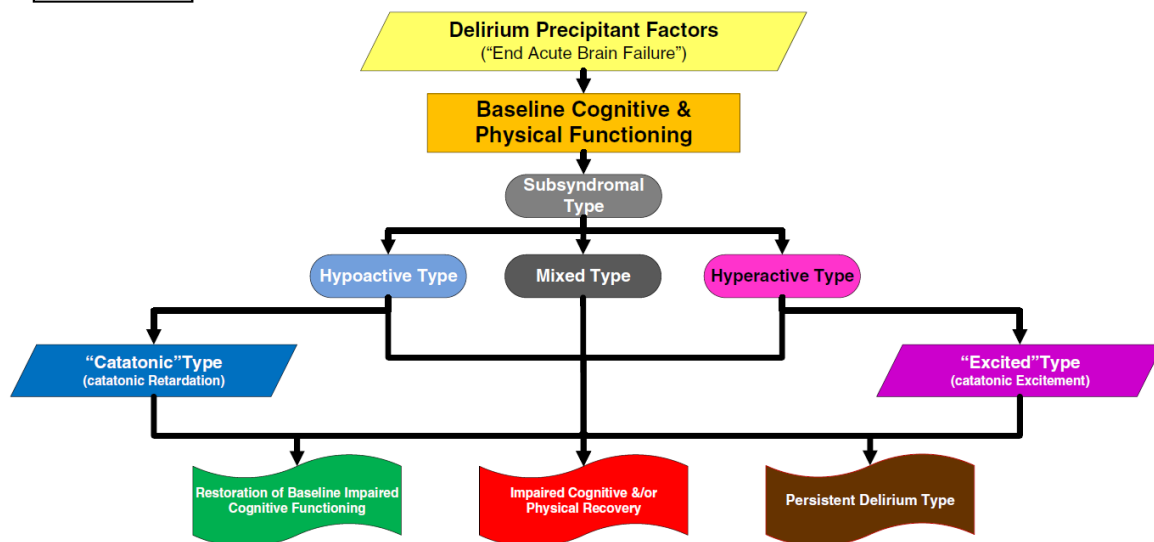 Delirium Precipitant Factors
(“End Acute Brain Failure”)
Baseline Cognitive &
Physical Functioning
Subsyndromal
Type
Hypoactive Type
Mixed Type
Hyperactive Type
“Catatonic”Type
(catatonic Retardation)
“Excited”Type
(catatonic Excitement)
Restoration of Baseline Impaired
Cognitive Functioning
Impaired Cognitive &/or
Physical Recovery
Persistent Delirium Type